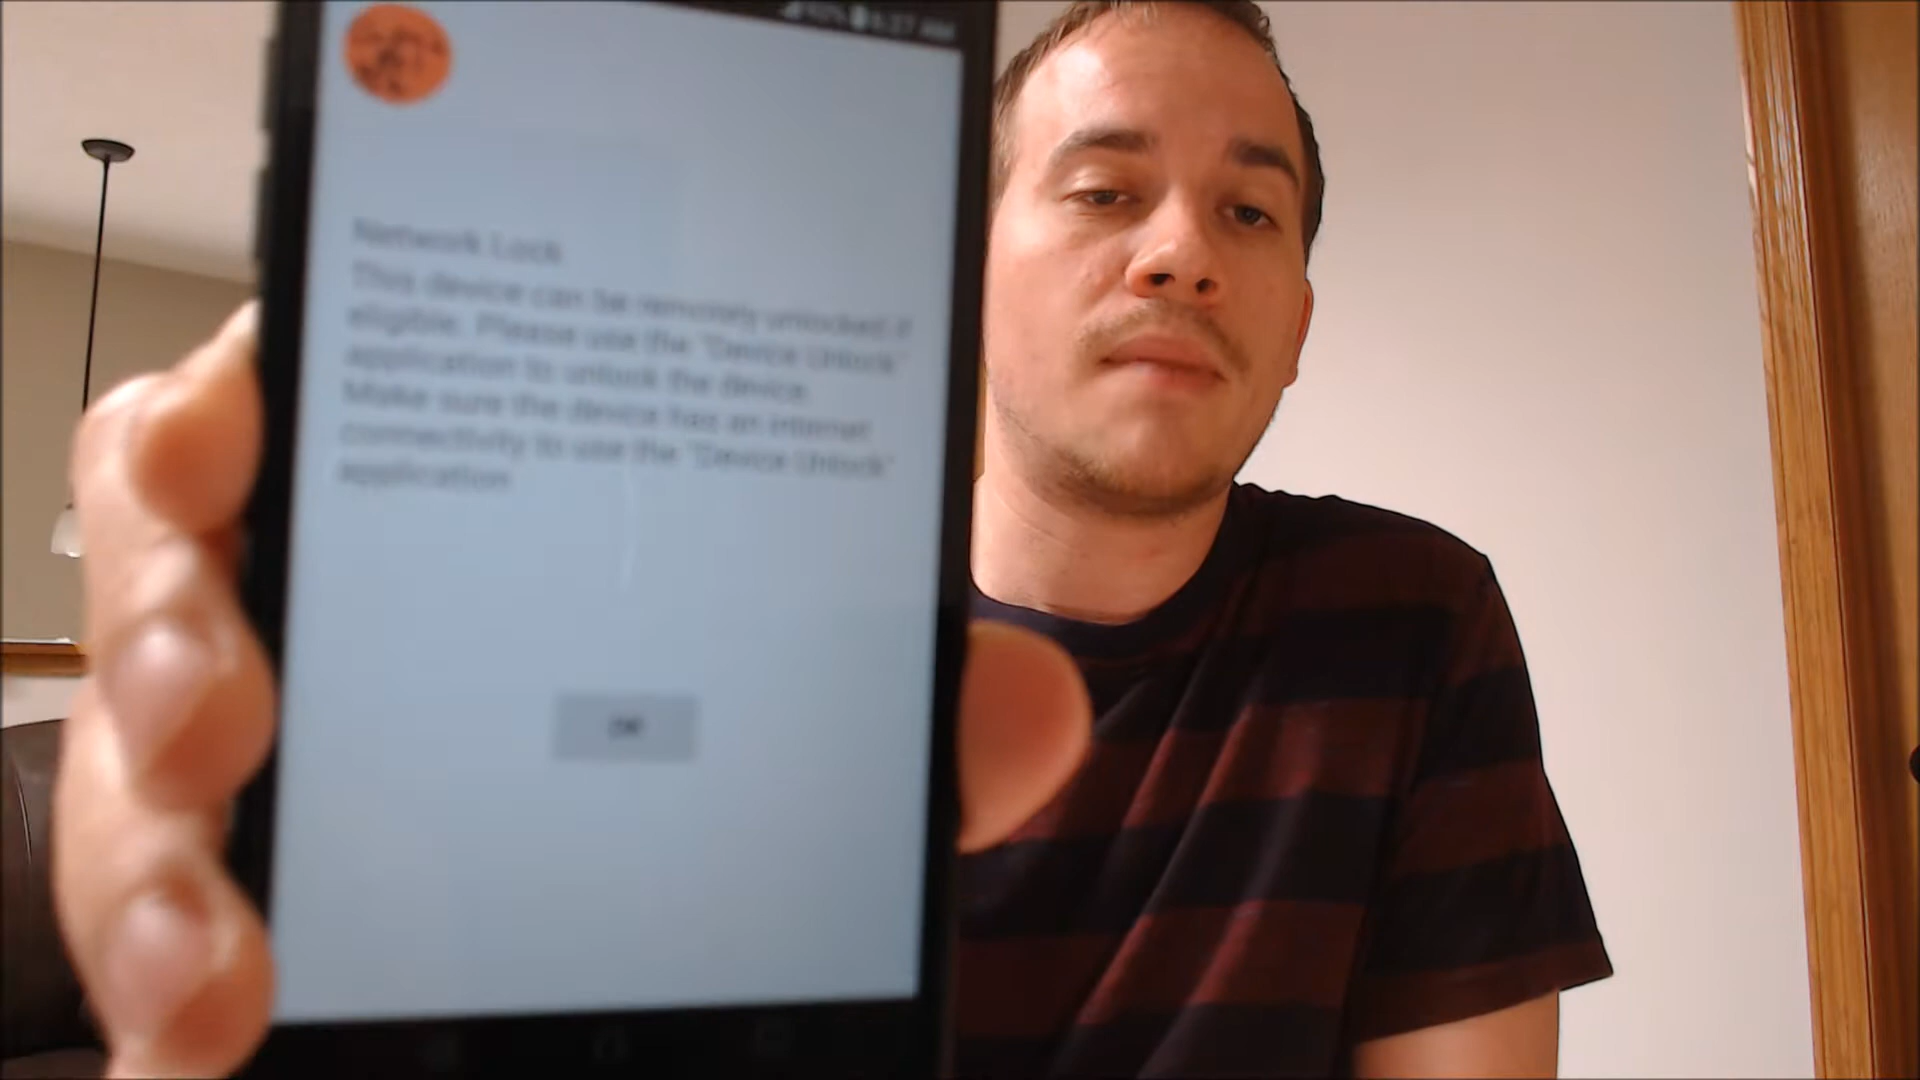 Network Lock
This device can be remotely unlocked, if
eligible. Please use the "Device Unlock"
application to unlock the device.
Make sure the device has an internet
connectivity to use the "Device Unlock"
application
OK